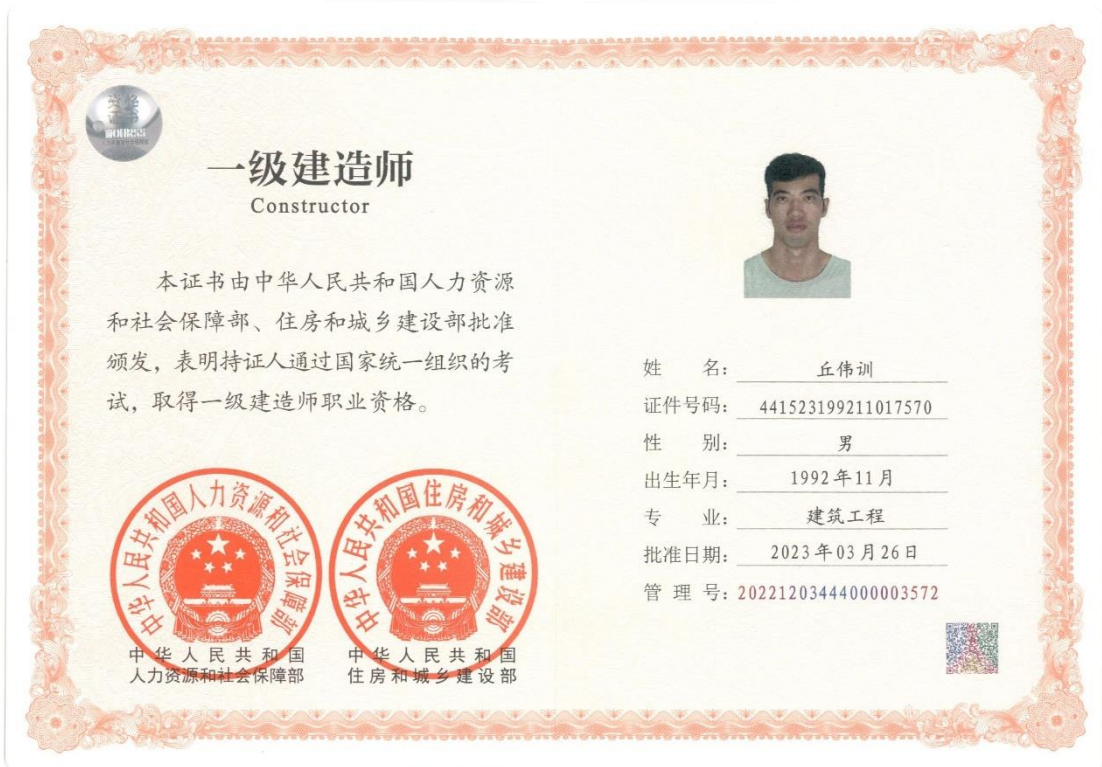 一级建造师
Constructor
本证书由中华人民共和国人力资源
和社会保障部、住房和城乡建设部批准
颁发，表明持证人通过国家统一组织的考
试，取得一级建造师职业资格。
中华人民共和国人力资源和社会保障部
中华人民共和国住房和城乡建设部
中华人民共和国
人力资源和社会保障部
中华人民共和国
住房和城乡建设部
姓 名：丘伟训
证件号码：441523199211017570
性 别：男
出生年月：1992年11月
专 业：建筑工程
批准日期：2023年03月26日
管 理 号：20221203444000003572